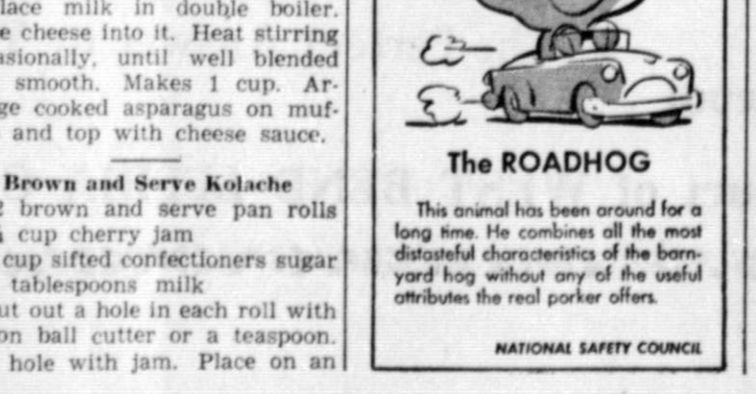 lace milk in double boiler.
e cheese into it. Heat stirring
asionally, until well blended
smooth. Makes 1 cup. Ar-
ge cooked asparagus on muf-
and top with cheese sauce.
Brown and Serve Kolache
2 brown and serve pan rolls
cup cherry jam
cup sifted confectioners sugar
tablespoons milk
ut out a hole in each roll with
on ball cutter or a teaspoon.
hole with jam. Place on an
The ROADHOG
This animal has been around for a
long time. He combines all the most
distasteful characteristics of the barn-
yard hog without any of the useful
attributes the real porker offers.
NATIONAL SAFETY COUNCIL